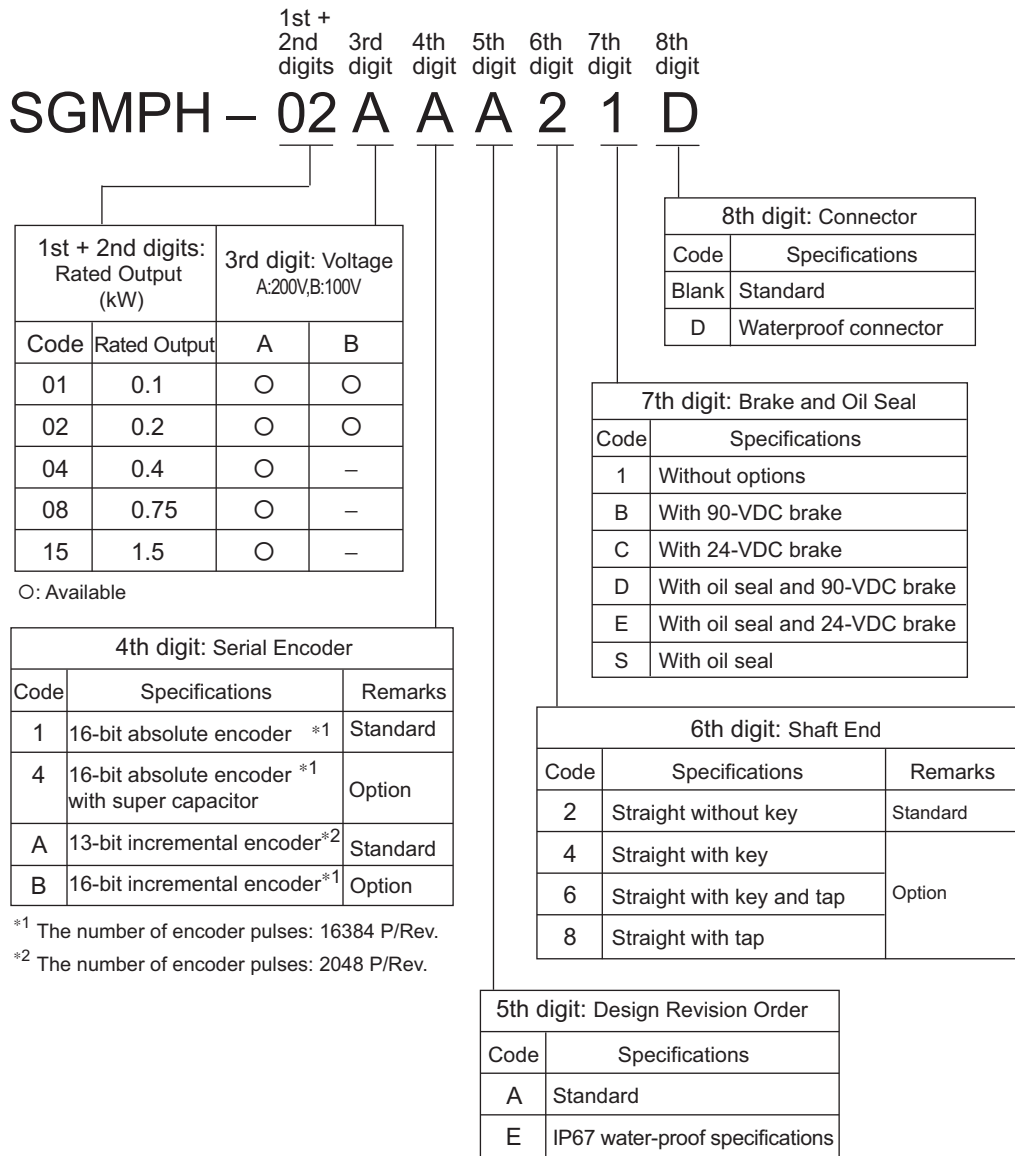 1st + 2nd digits 3rd digit 4th digit 5th digit 6th digit 7th digit 8th digit
SGMPH – 02 A A A 2 1 D
8th digit: Connector
Code Specifications
Blank Standard
D Waterproof connector
1st + 2nd digits: Rated Output (kW)
3rd digit: Voltage
A:200V,B:100V
Code Rated Output A B
01 0.1 ○ ○
02 0.2 ○ ○
04 0.4 ○ –
08 0.75 ○ –
15 1.5 ○ –
○: Available
7th digit: Brake and Oil Seal
Code Specifications
1 Without options
B With 90-VDC brake
C With 24-VDC brake
D With oil seal and 90-VDC brake
E With oil seal and 24-VDC brake
S With oil seal
4th digit: Serial Encoder
Code Specifications Remarks
1 16-bit absolute encoder *1 Standard
4 16-bit absolute encoder *1
with super capacitor Option
A 13-bit incremental encoder*2 Standard
B 16-bit incremental encoder*1 Option
*1 The number of encoder pulses: 16384 P/Rev.
*2 The number of encoder pulses: 2048 P/Rev.
6th digit: Shaft End
Code Specifications Remarks
2 Straight without key Standard
4 Straight with key
6 Straight with key and tap Option
8 Straight with tap
5th digit: Design Revision Order
Code Specifications
A Standard
E IP67 water-proof specifications